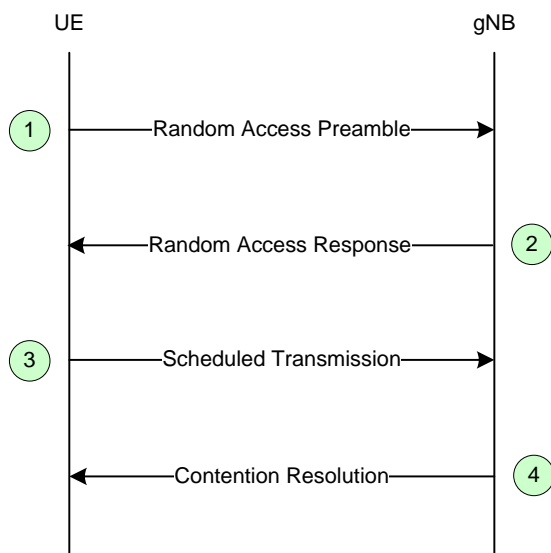 UE
gNB
1
Random Access Preamble
Random Access Response
2
3
Scheduled Transmission
Contention Resolution
4